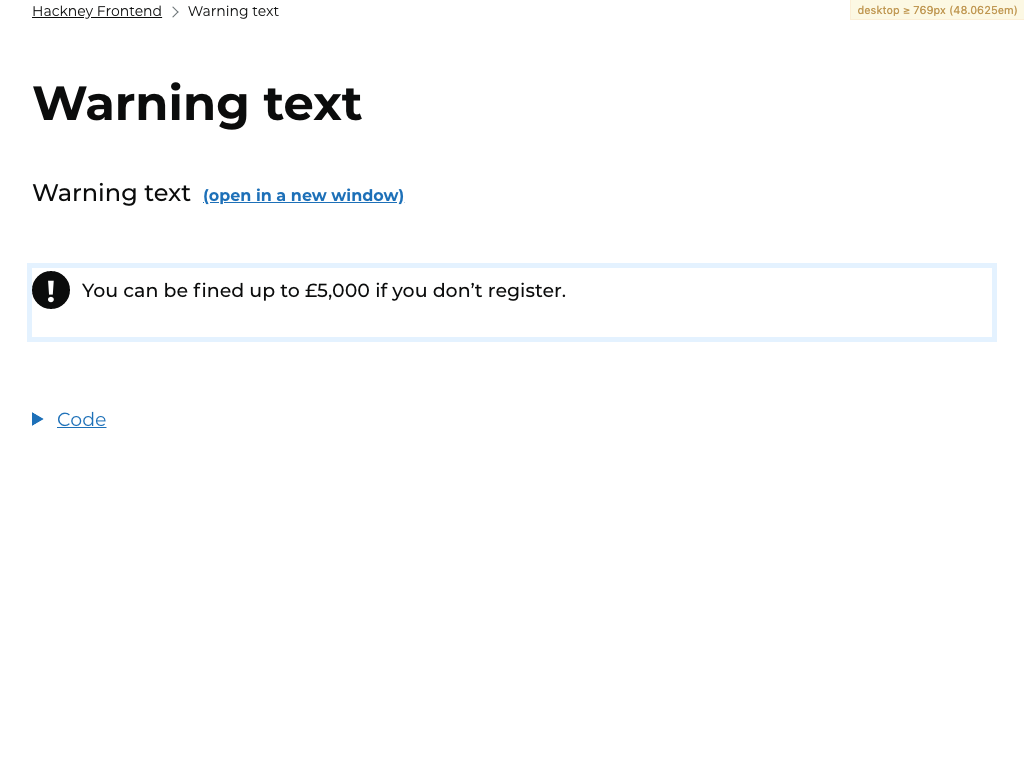 Hackney Frontend > Warning text
desktop ≥ 769px (48.0625em)
Warning text
Warning text (open in a new window)
! You can be fined up to £5,000 if you don’t register.
Code